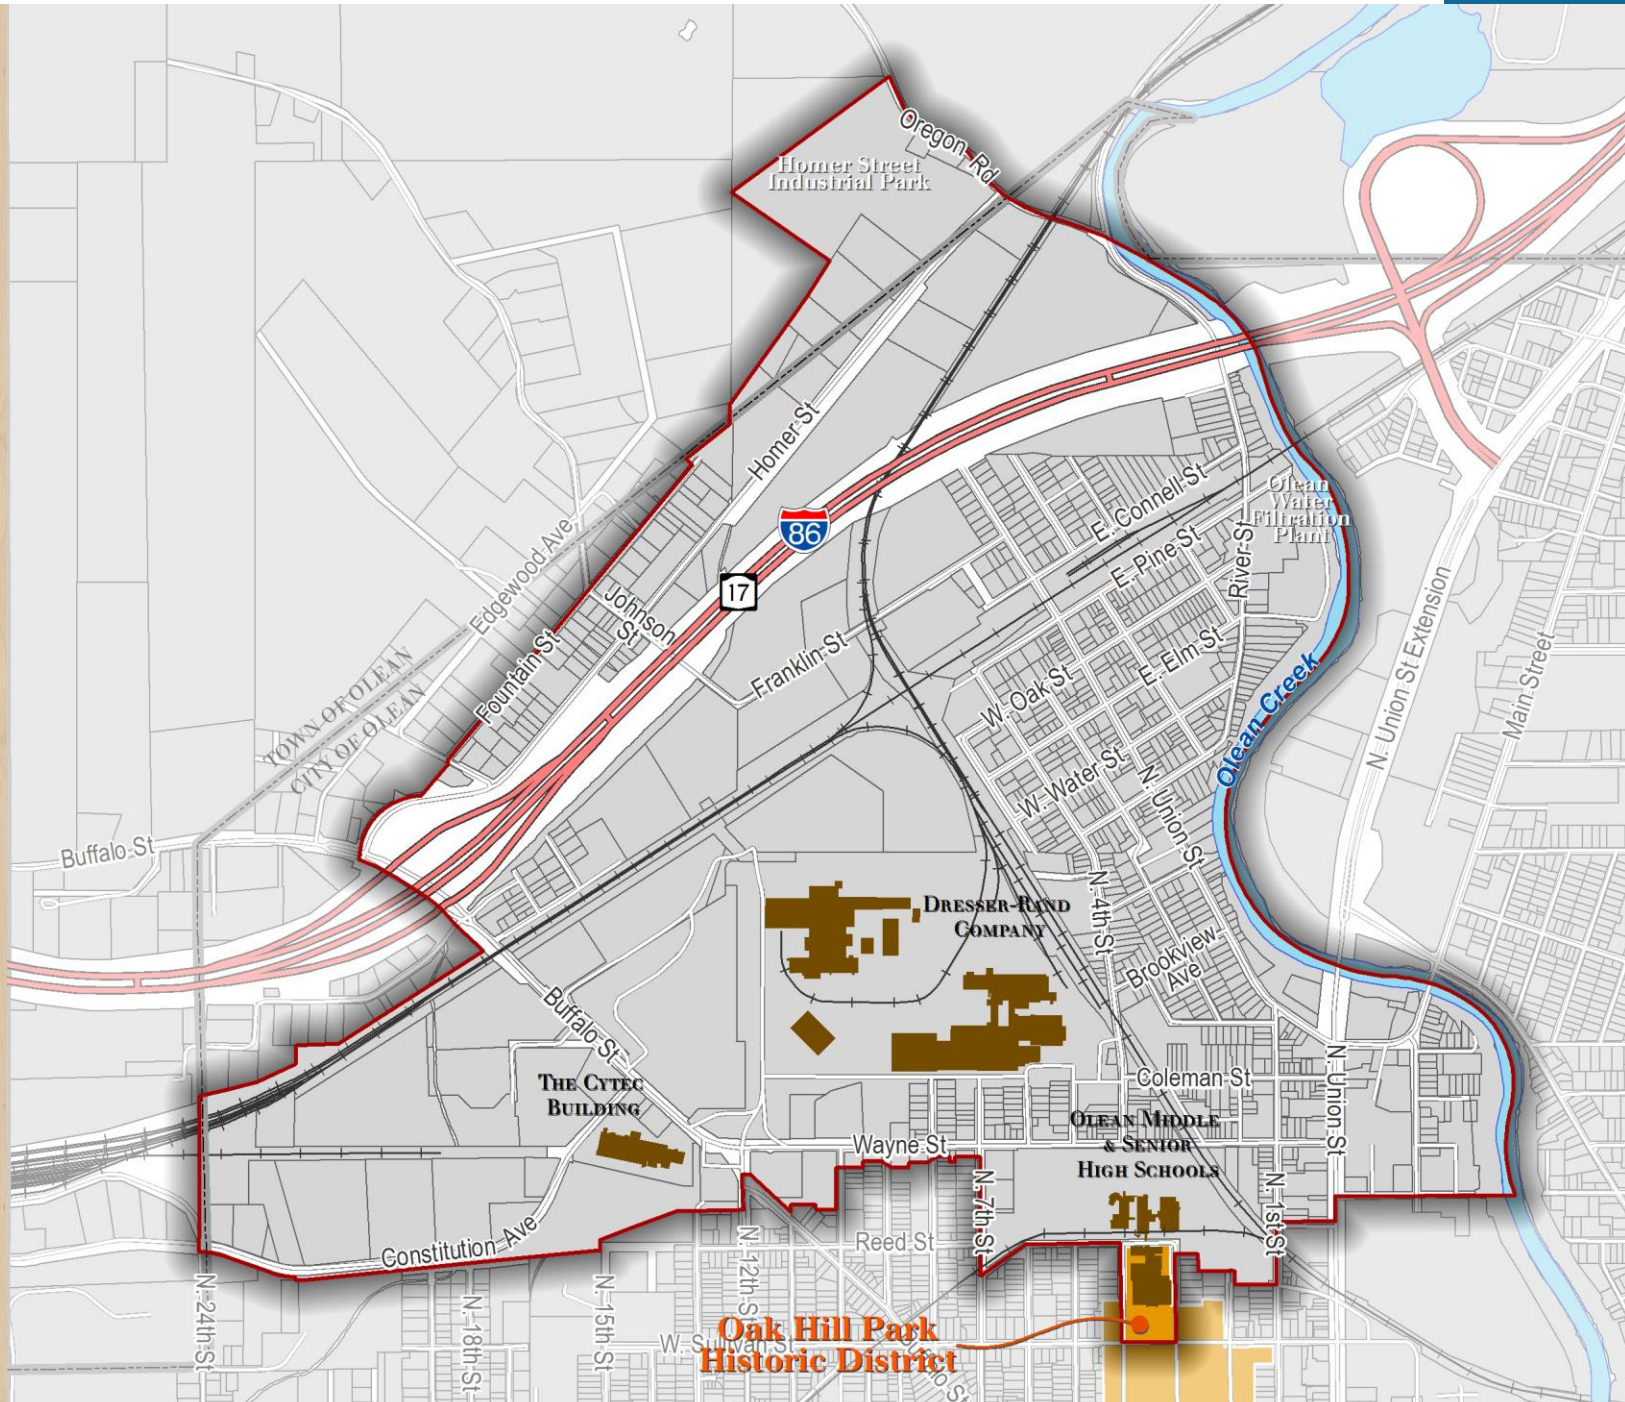 Oregon Rd
Homer Street
Industrial Park
Homer St
86
17
Edgewood Ave
Johnson
St
Fountain St
Franklin St
E. Connell St
E. Pine St
River St
Olean
Water
Filtration
Plant
E. Elm St
W. Oak St
W. Water St
N. Union St
Olean Creek
N. Union St Extension
Main Street
TOWN OF OLEAN
CITY OF OLEAN
Buffalo St
DRESSER-RAND
COMPANY
N. 4th St
Brookview
Ave
Buffalo St
THE CYTEC
BUILDING
Coleman St
N. Union St
OLEAN MIDDLE
& SENIOR
HIGH SCHOOLS
Wayne St
N. 7th St
N. 1st St
Reed St
Constitution Ave
N. 24th St
N. 18th St
N. 15th St
N. 12th St
W. Sullivan St
Buffalo St
Oak Hill Park
Historic District